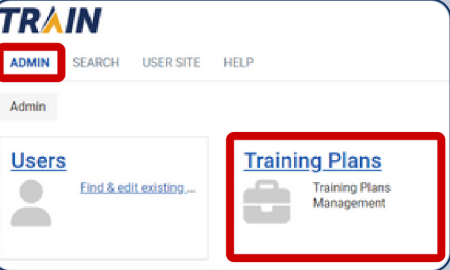 TRAIN
ADMIN SEARCH USER SITE HELP
Admin
Users
Find & edit existing ...
Training Plans
Training Plans
Management